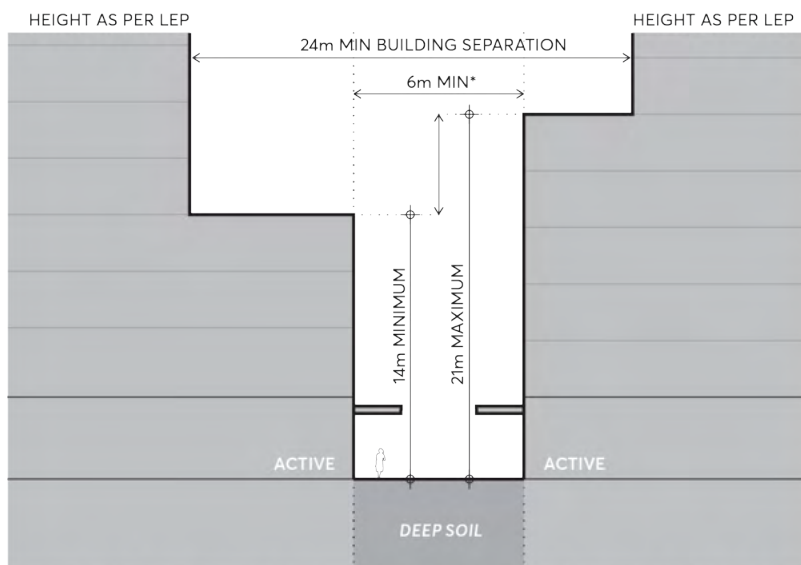 HEIGHT AS PER LEP
HEIGHT AS PER LEP
24m MIN BUILDING SEPARATION
6m MIN*
14m MINIMUM
21m MAXIMUM
ACTIVE
ACTIVE
DEEP SOIL